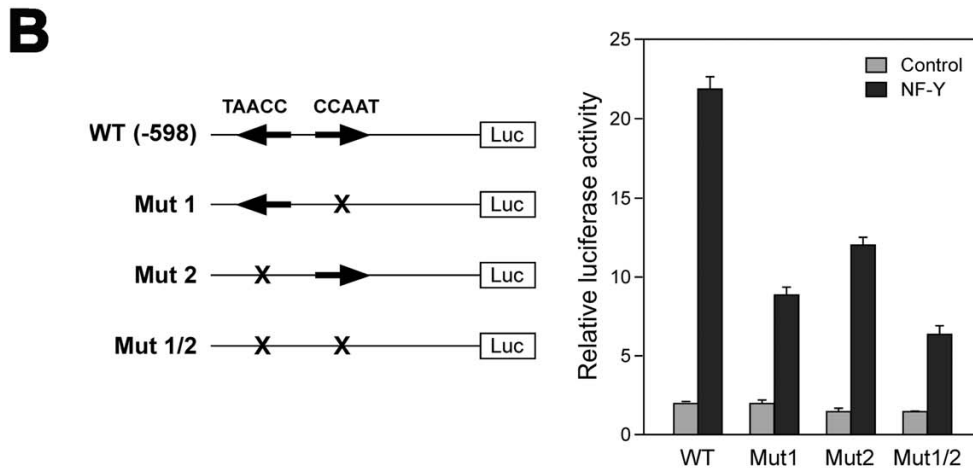 B
TAACC CCAAT
WT (-598) Luc
Mut 1 X Luc
Mut 2 X Luc
Mut 1/2 X X Luc
Relative luciferase activity
25
20
15
10
5
0
Control
NF-Y
WT Mut1 Mut2 Mut1/2